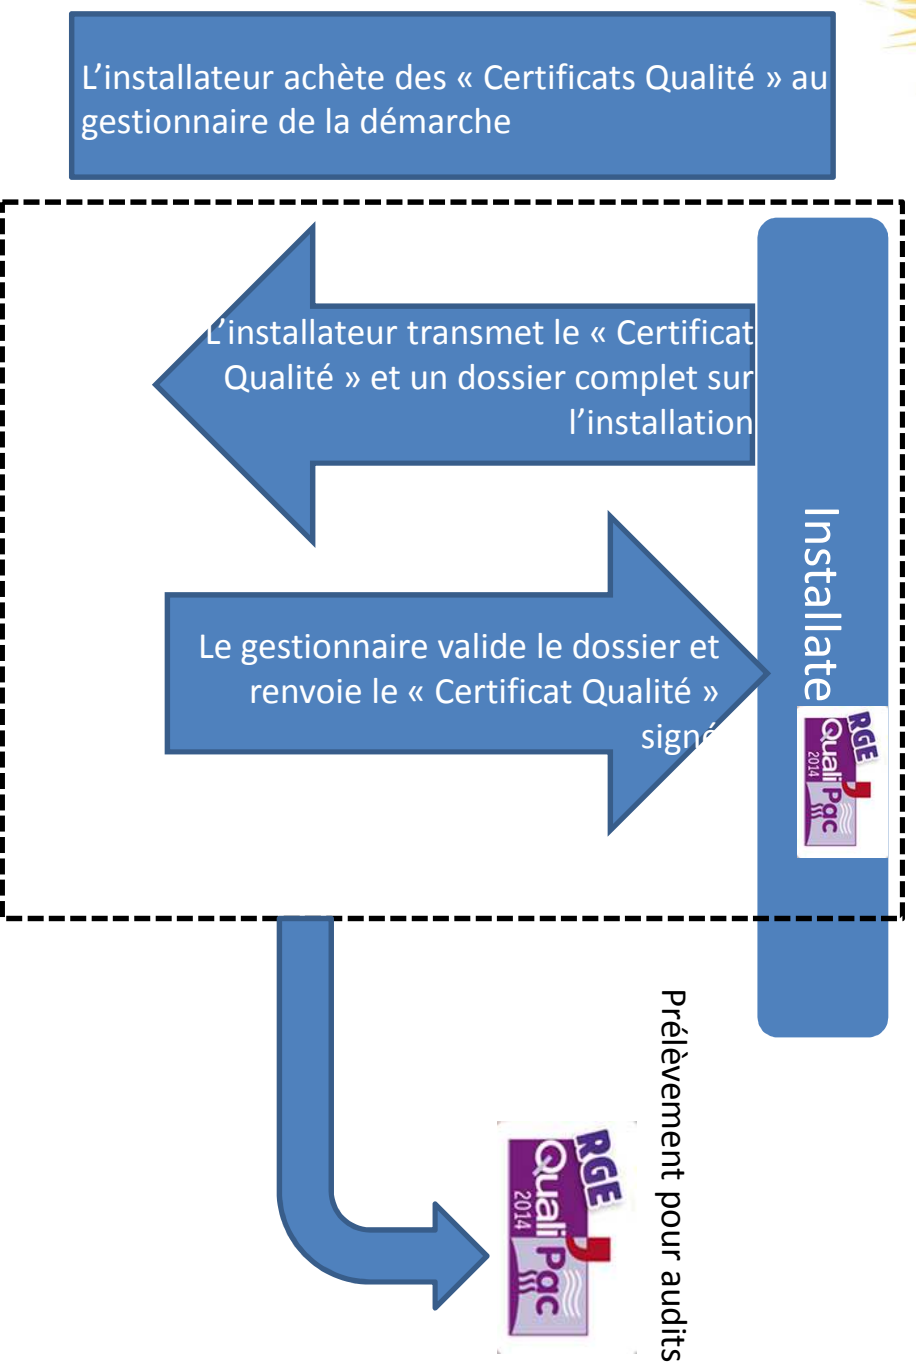 L’installateur achète des « Certificats Qualité » au
gestionnaire de la démarche
L’installateur transmet le « Certificat
Qualité » et un dossier complet sur
l’installation
Le gestionnaire valide le dossier et
renvoie le « Certificat Qualité »
signé
Installate
RGE
QualiPac
2014
Prélèvement pour audits
RGE
QualiPac
2014